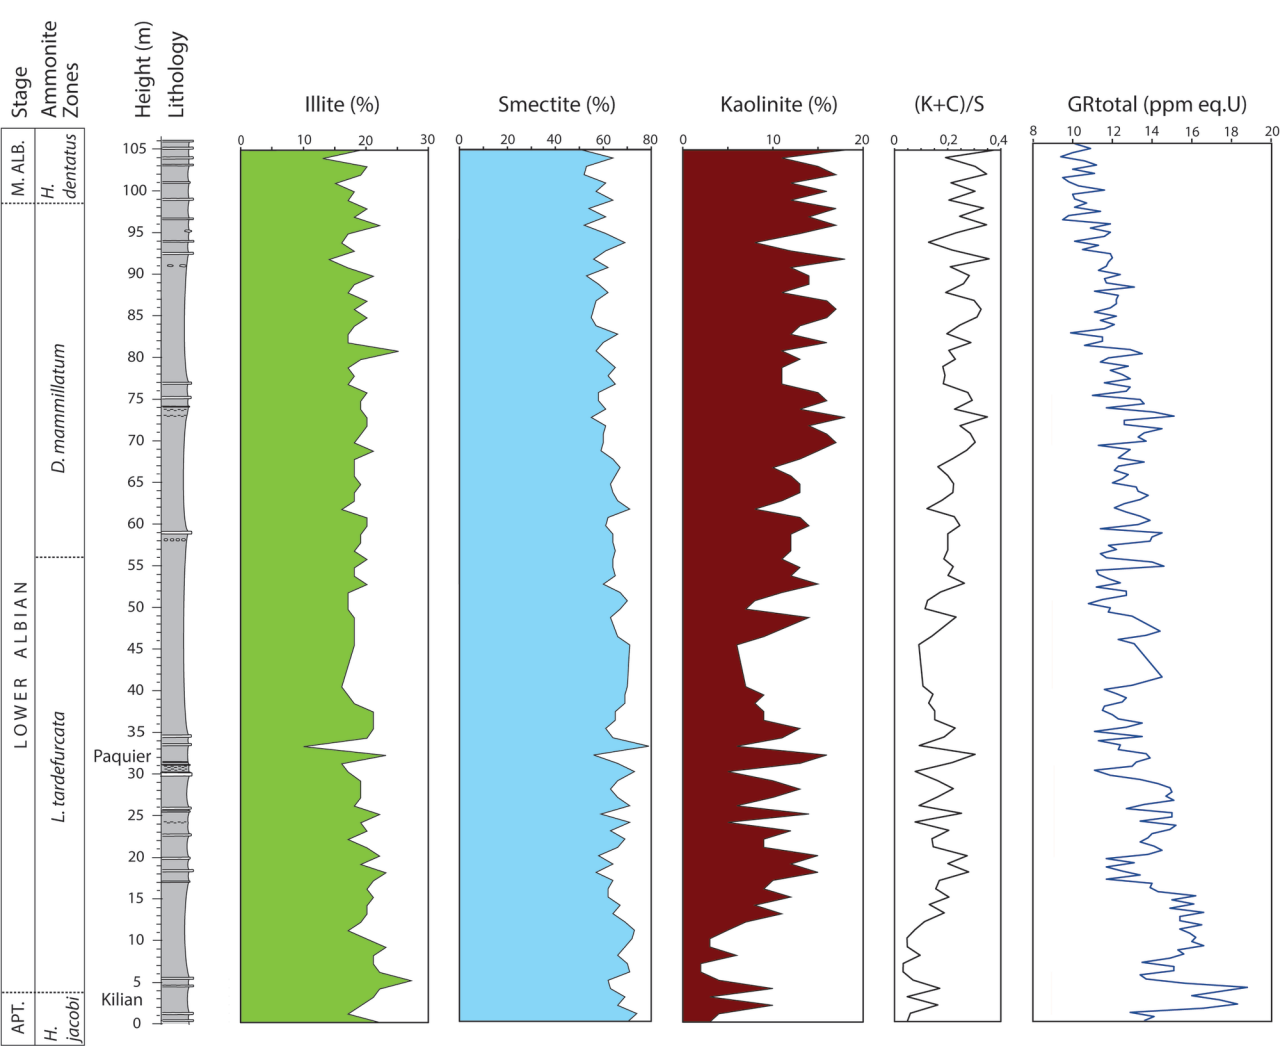 Stage
Ammonite
Zones
Height (m)
Lithology
Illite (%)
Smectite (%)
Kaolinite (%)
(K+C)/S
GRtotal (ppm eq.U)
0 10 20 30
0 20 40 60 80
0 10 20
0 0,2 0,4
8 10 12 14 16 18 20
M. ALB.
LOWER ALBIAN
APT.
H.
dentatus
D. mammillatum
L. tardefurcata
H.
jacobi
105
100
95
90
85
80
75
70
65
60
55
50
45
40
35
Paquier
30
25
20
15
10
5
Kilian
0